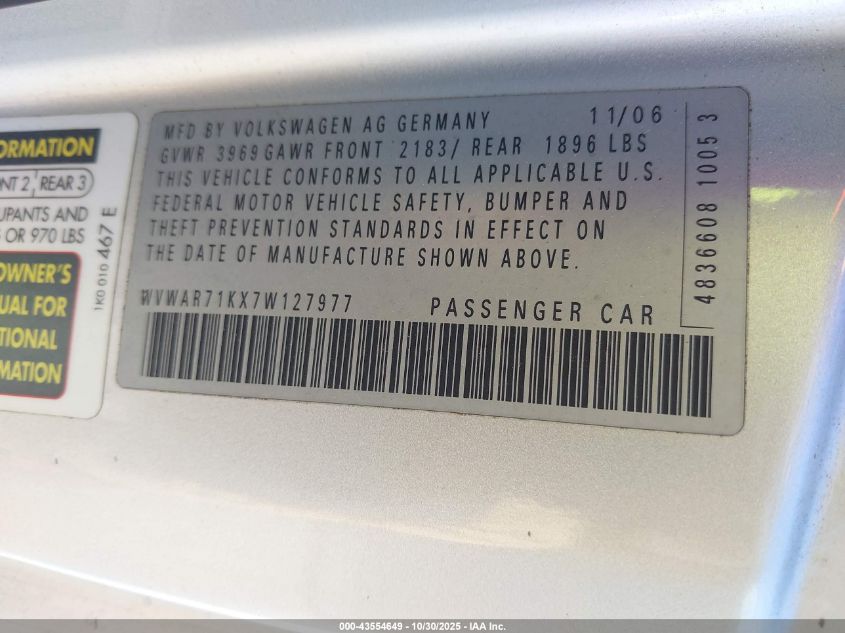 ORMATION
NT 2, REAR 3
UPANTS AND
OR 970 LBS
OWNER'S
UAL FOR
TIONAL
MATION
1K0 010 467 E
MFD BY VOLKSWAGEN AG GERMANY 11/06
GVWR 3969 GAWR FRONT 2183/ REAR 1896 LBS
THIS VEHICLE CONFORMS TO ALL APPLICABLE U.S.
FEDERAL MOTOR VEHICLE SAFETY, BUMPER AND
THEFT PREVENTION STANDARDS IN EFFECT ON
THE DATE OF MANUFACTURE SHOWN ABOVE.
WVWAR71KX7W127977 PASSENGER CAR
4836608 1005 3
000-43554649 - 10/30/2025 - IAA Inc.